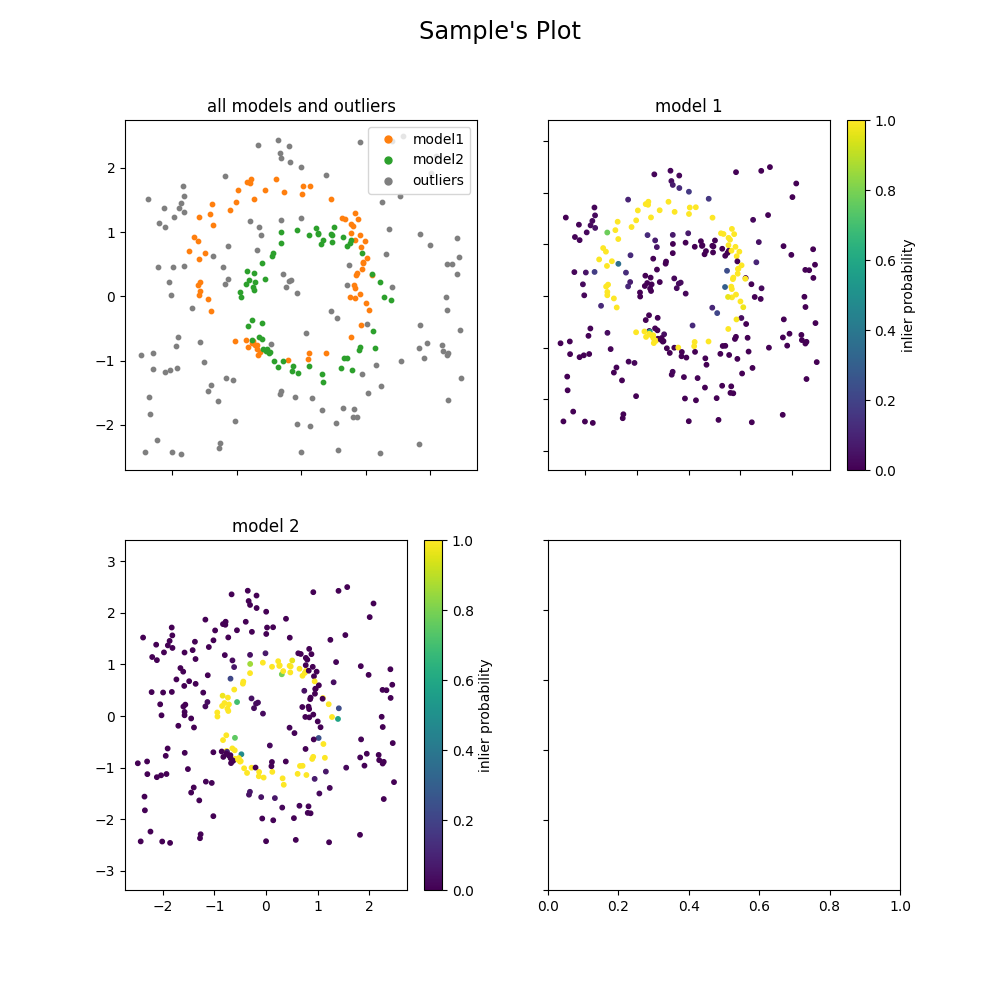 Sample's Plot
all models and outliers
model1
model2
outliers
2
1
0
−1
−2
model 1
1.0
0.8
0.6
0.4
0.2
0.0
inlier probability
model 2
3
2
1
0
−1
−2
−3
−2 −1 0 1 2
1.0
0.8
0.6
0.4
0.2
0.0
inlier probability
0.0 0.2 0.4 0.6 0.8 1.0